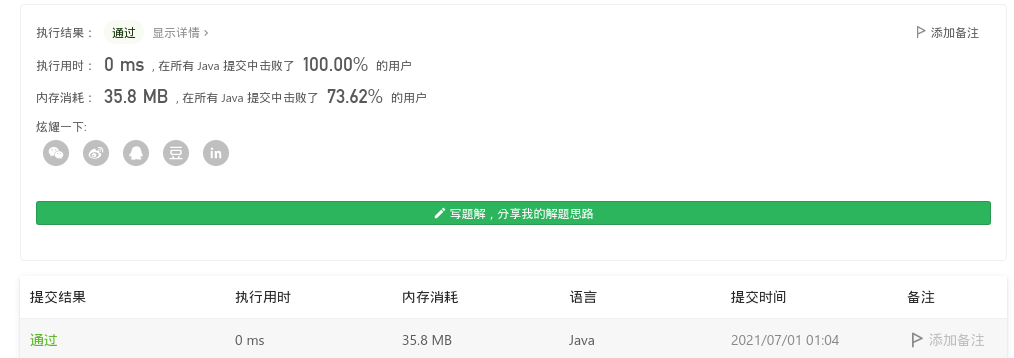 执行结果： 通过 显示详情 › 添加备注
执行用时： 0 ms , 在所有 Java 提交中击败了 100.00% 的用户
内存消耗： 35.8 MB , 在所有 Java 提交中击败了 73.62% 的用户
炫耀一下:
豆 in
写题解，分享我的解题思路
提交结果 执行用时 内存消耗 语言 提交时间 备注
通过 0 ms 35.8 MB Java 2021/07/01 01:04 添加备注